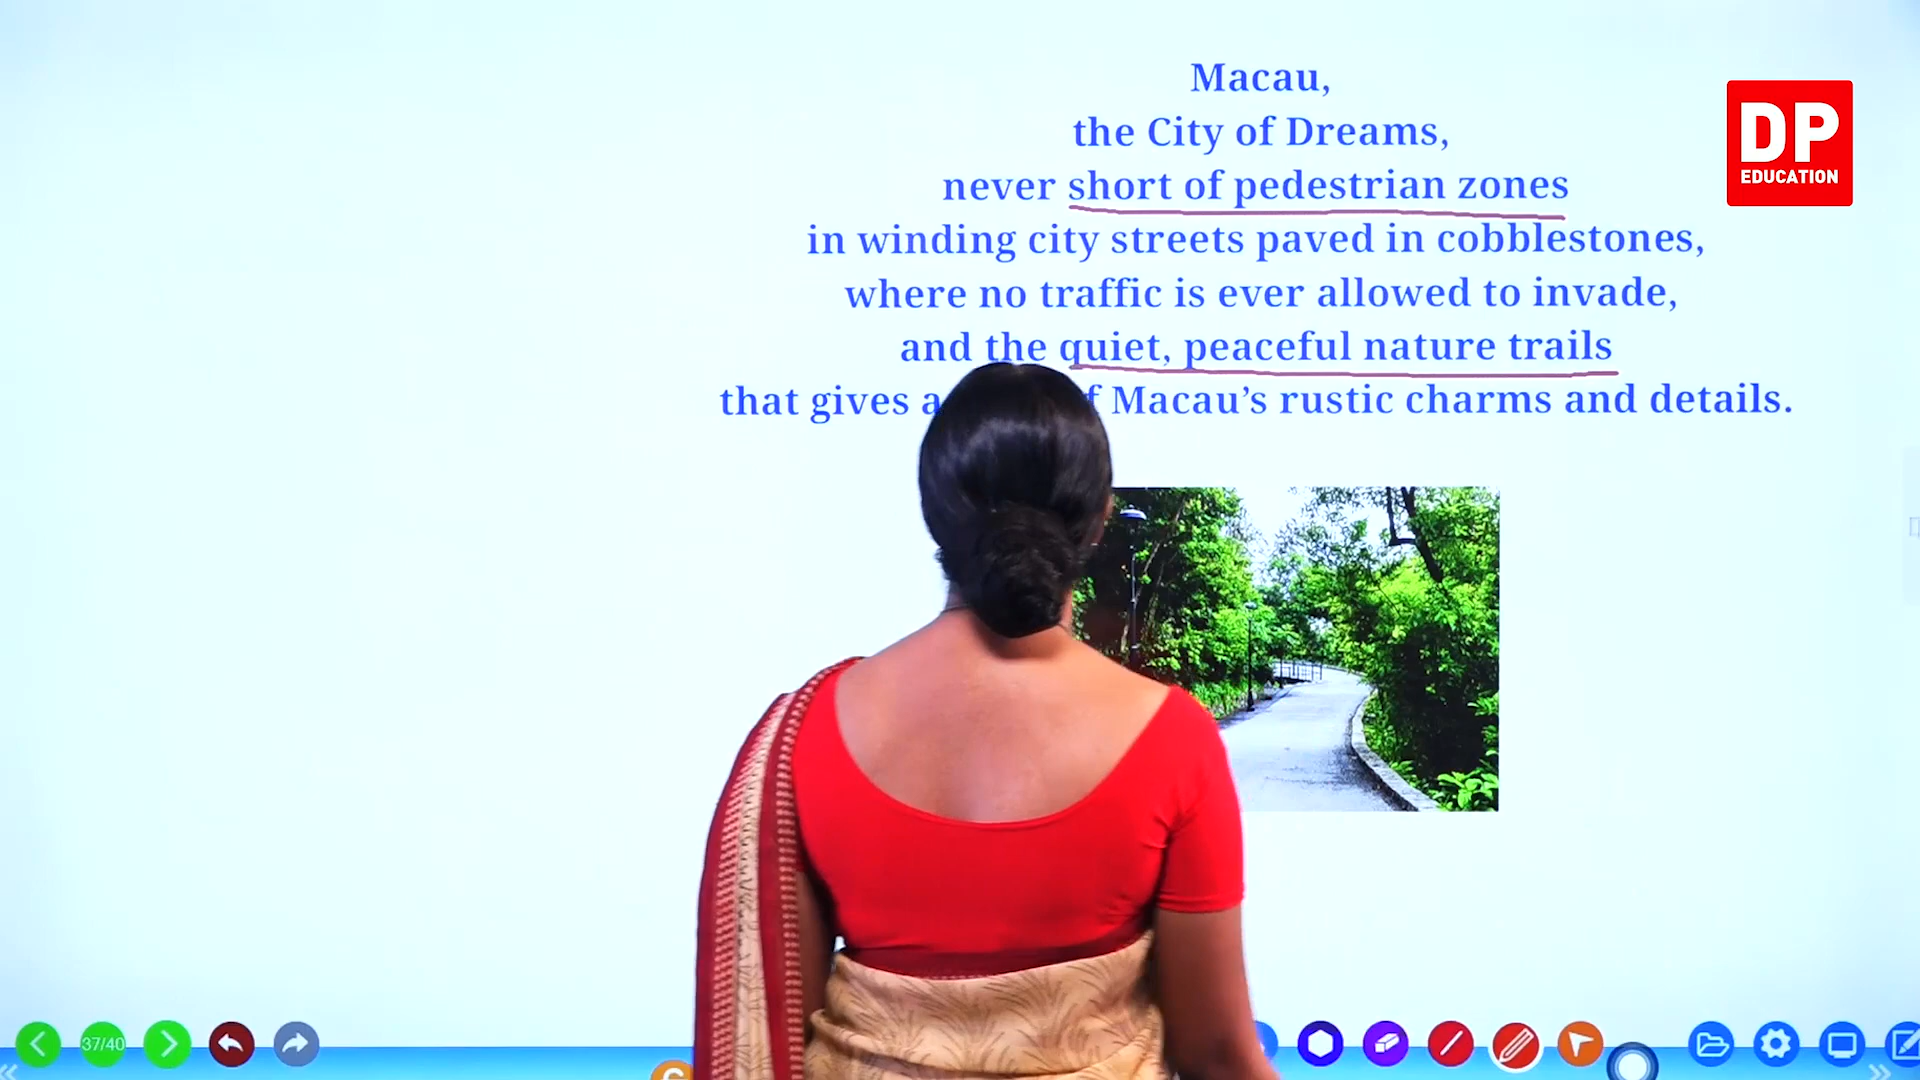 Macau,
the City of Dreams,
never short of pedestrian zones
in winding city streets paved in cobblestones,
where no traffic is ever allowed to invade,
and the quiet, peaceful nature trails
that gives a Macau’s rustic charms and details.
DP
EDUCATION
37/40